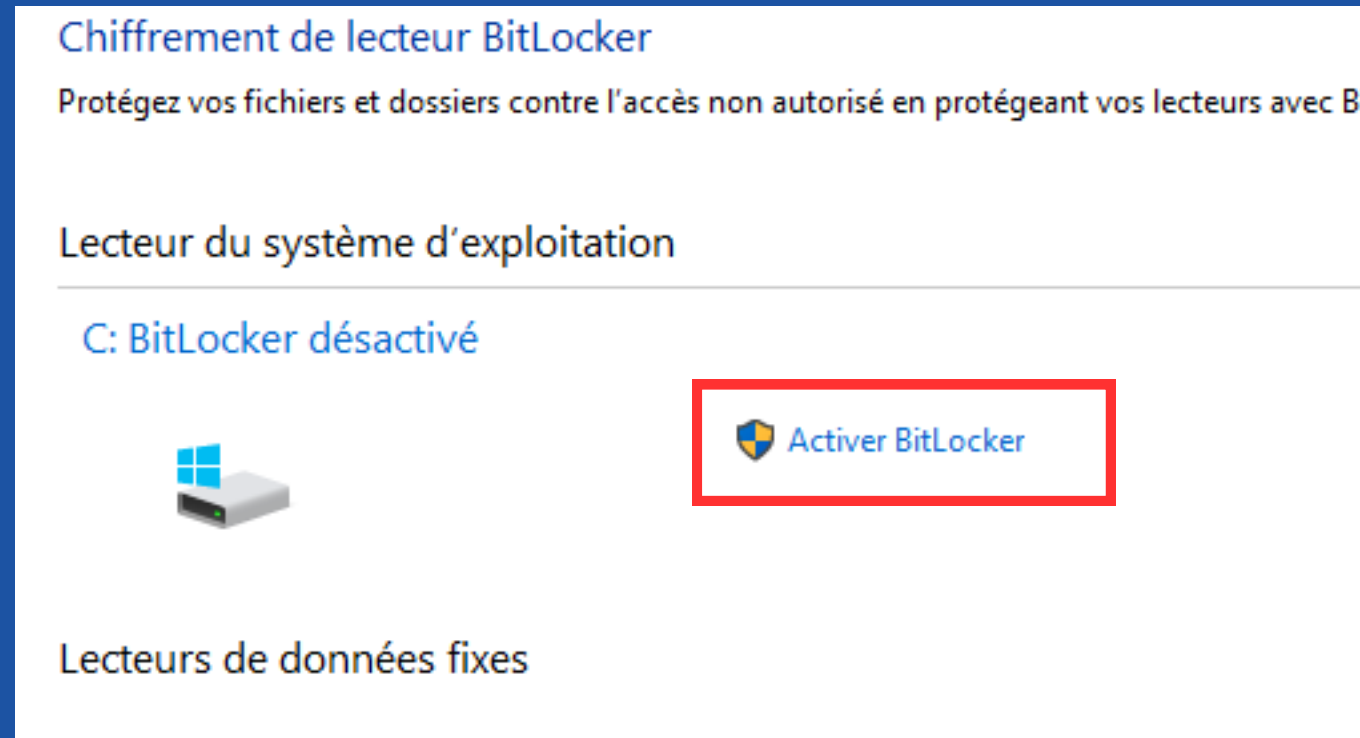 Chiffrement de lecteur BitLocker
Protégez vos fichiers et dossiers contre l'accès non autorisé en protégeant vos lecteurs avec B
Lecteur du système d'exploitation
C: BitLocker désactivé
Activer BitLocker
Lecteurs de données fixes